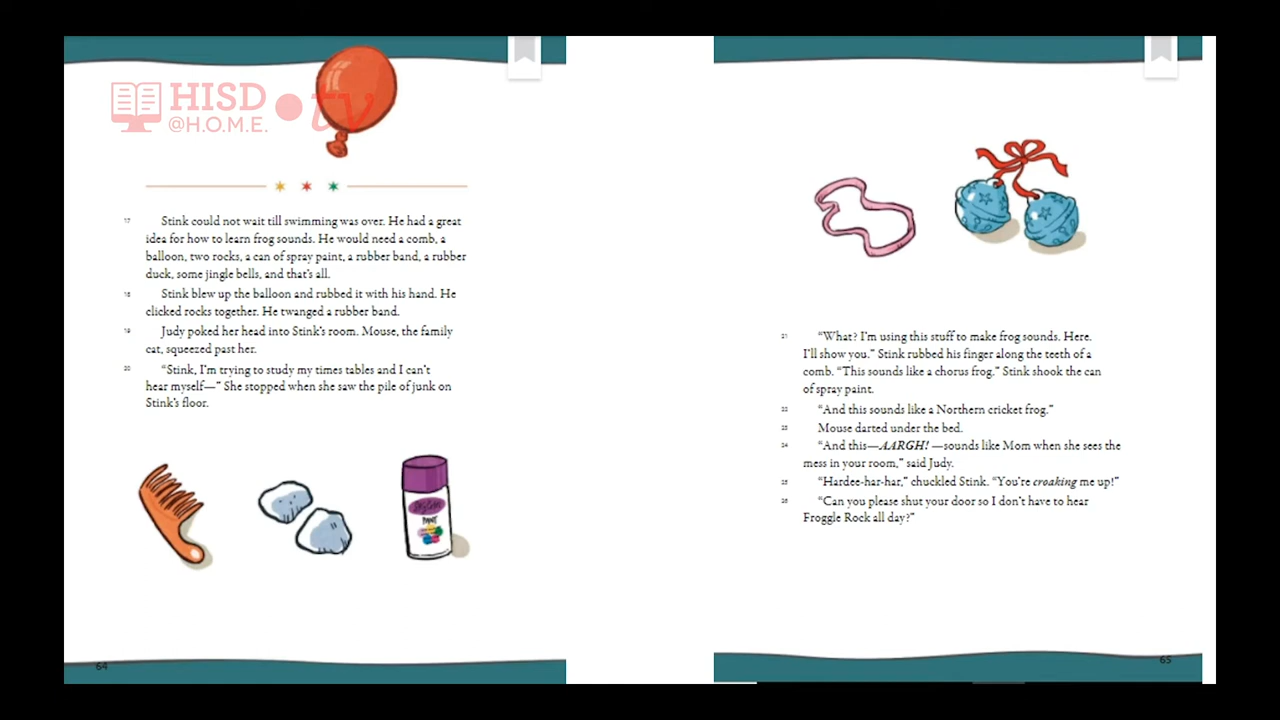 HISD
@H.O.M.E.
tv
17 Stink could not wait till swimming was over. He had a great
idea for how to learn frog sounds. He would need a comb, a
balloon, two rocks, a can of spray paint, a rubber band, a rubber
duck, some jingle bells, and that's all.
18 Stink blew up the balloon and rubbed it with his hand. He
clicked rocks together. He twanged a rubber band.
19 Judy poked her head into Stink's room. Mouse, the family
cat, squeezed past her.
20 “Stink, I'm trying to study my times tables and I can't
hear myself—” She stopped when she saw the pile of junk on
Stink's floor.
PAINT
64
21 “What? I'm using this stuff to make frog sounds. Here.
I'll show you.” Stink rubbed his finger along the teeth of a
comb. “This sounds like a chorus frog.” Stink shook the can
of spray paint.
22 “And this sounds like a Northern cricket frog.”
23 Mouse darted under the bed.
24 “And this—AARGH! —sounds like Mom when she sees the
mess in your room,” said Judy.
25 “Hardee-har-har,” chuckled Stink. “You're croaking me up!”
26 “Can you please shut your door so I don't have to hear
Froggle Rock all day?”
65